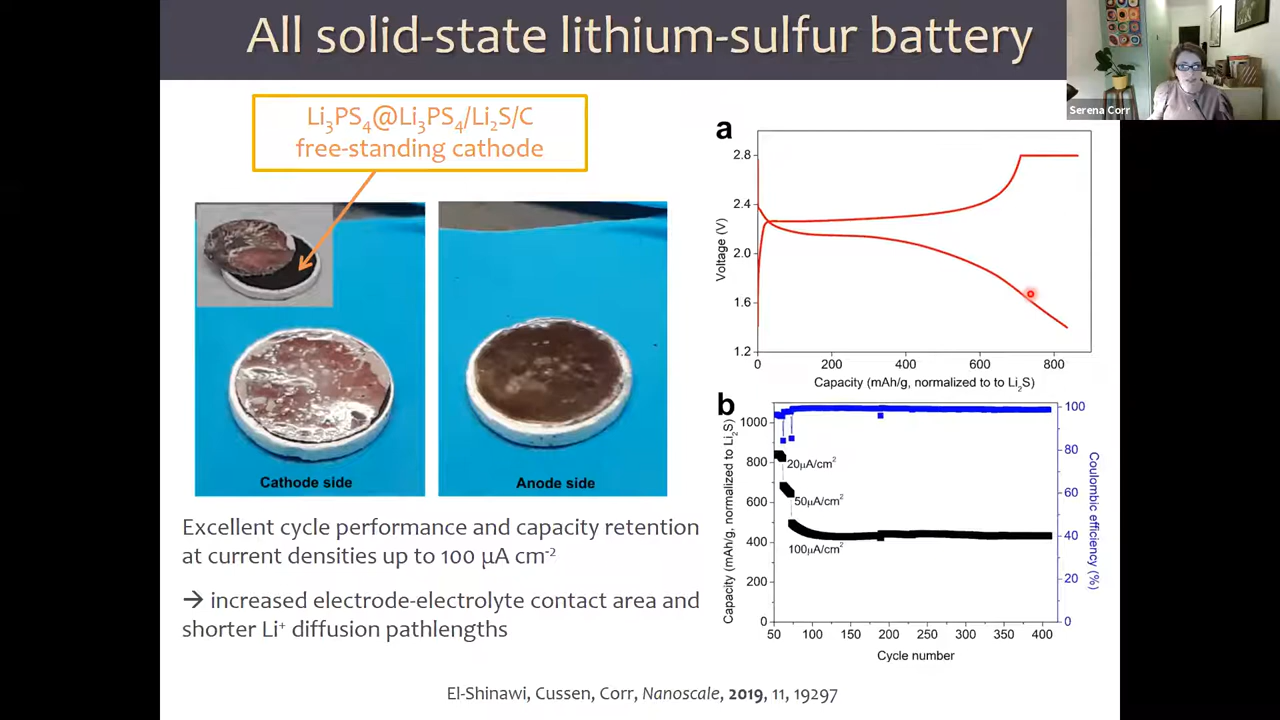 All solid-state lithium-sulfur battery
Serena Corr
Li₃PS₄@Li₃PS₄/Li₂S/C
free-standing cathode
Cathode side
Anode side
Excellent cycle performance and capacity retention
at current densities up to 100 µA cm⁻²
→ increased electrode-electrolyte contact area and
shorter Li⁺ diffusion pathlengths
a
2.8
2.4
2.0
1.6
1.2
Voltage (V)
0
200
400
600
800
Capacity (mAh/g, normalized to to Li₂S)
b
1000
800
600
400
200
0
Capacity (mAh/g, normalized to Li₂S)
20µA/cm²
50µA/cm²
100µA/cm²
100
80
60
40
20
0
Coulombic efficiency (%)
50
100
150
200
250
300
350
400
Cycle number
El-Shinawi, Cussen, Corr, Nanoscale, 2019, 11, 19297